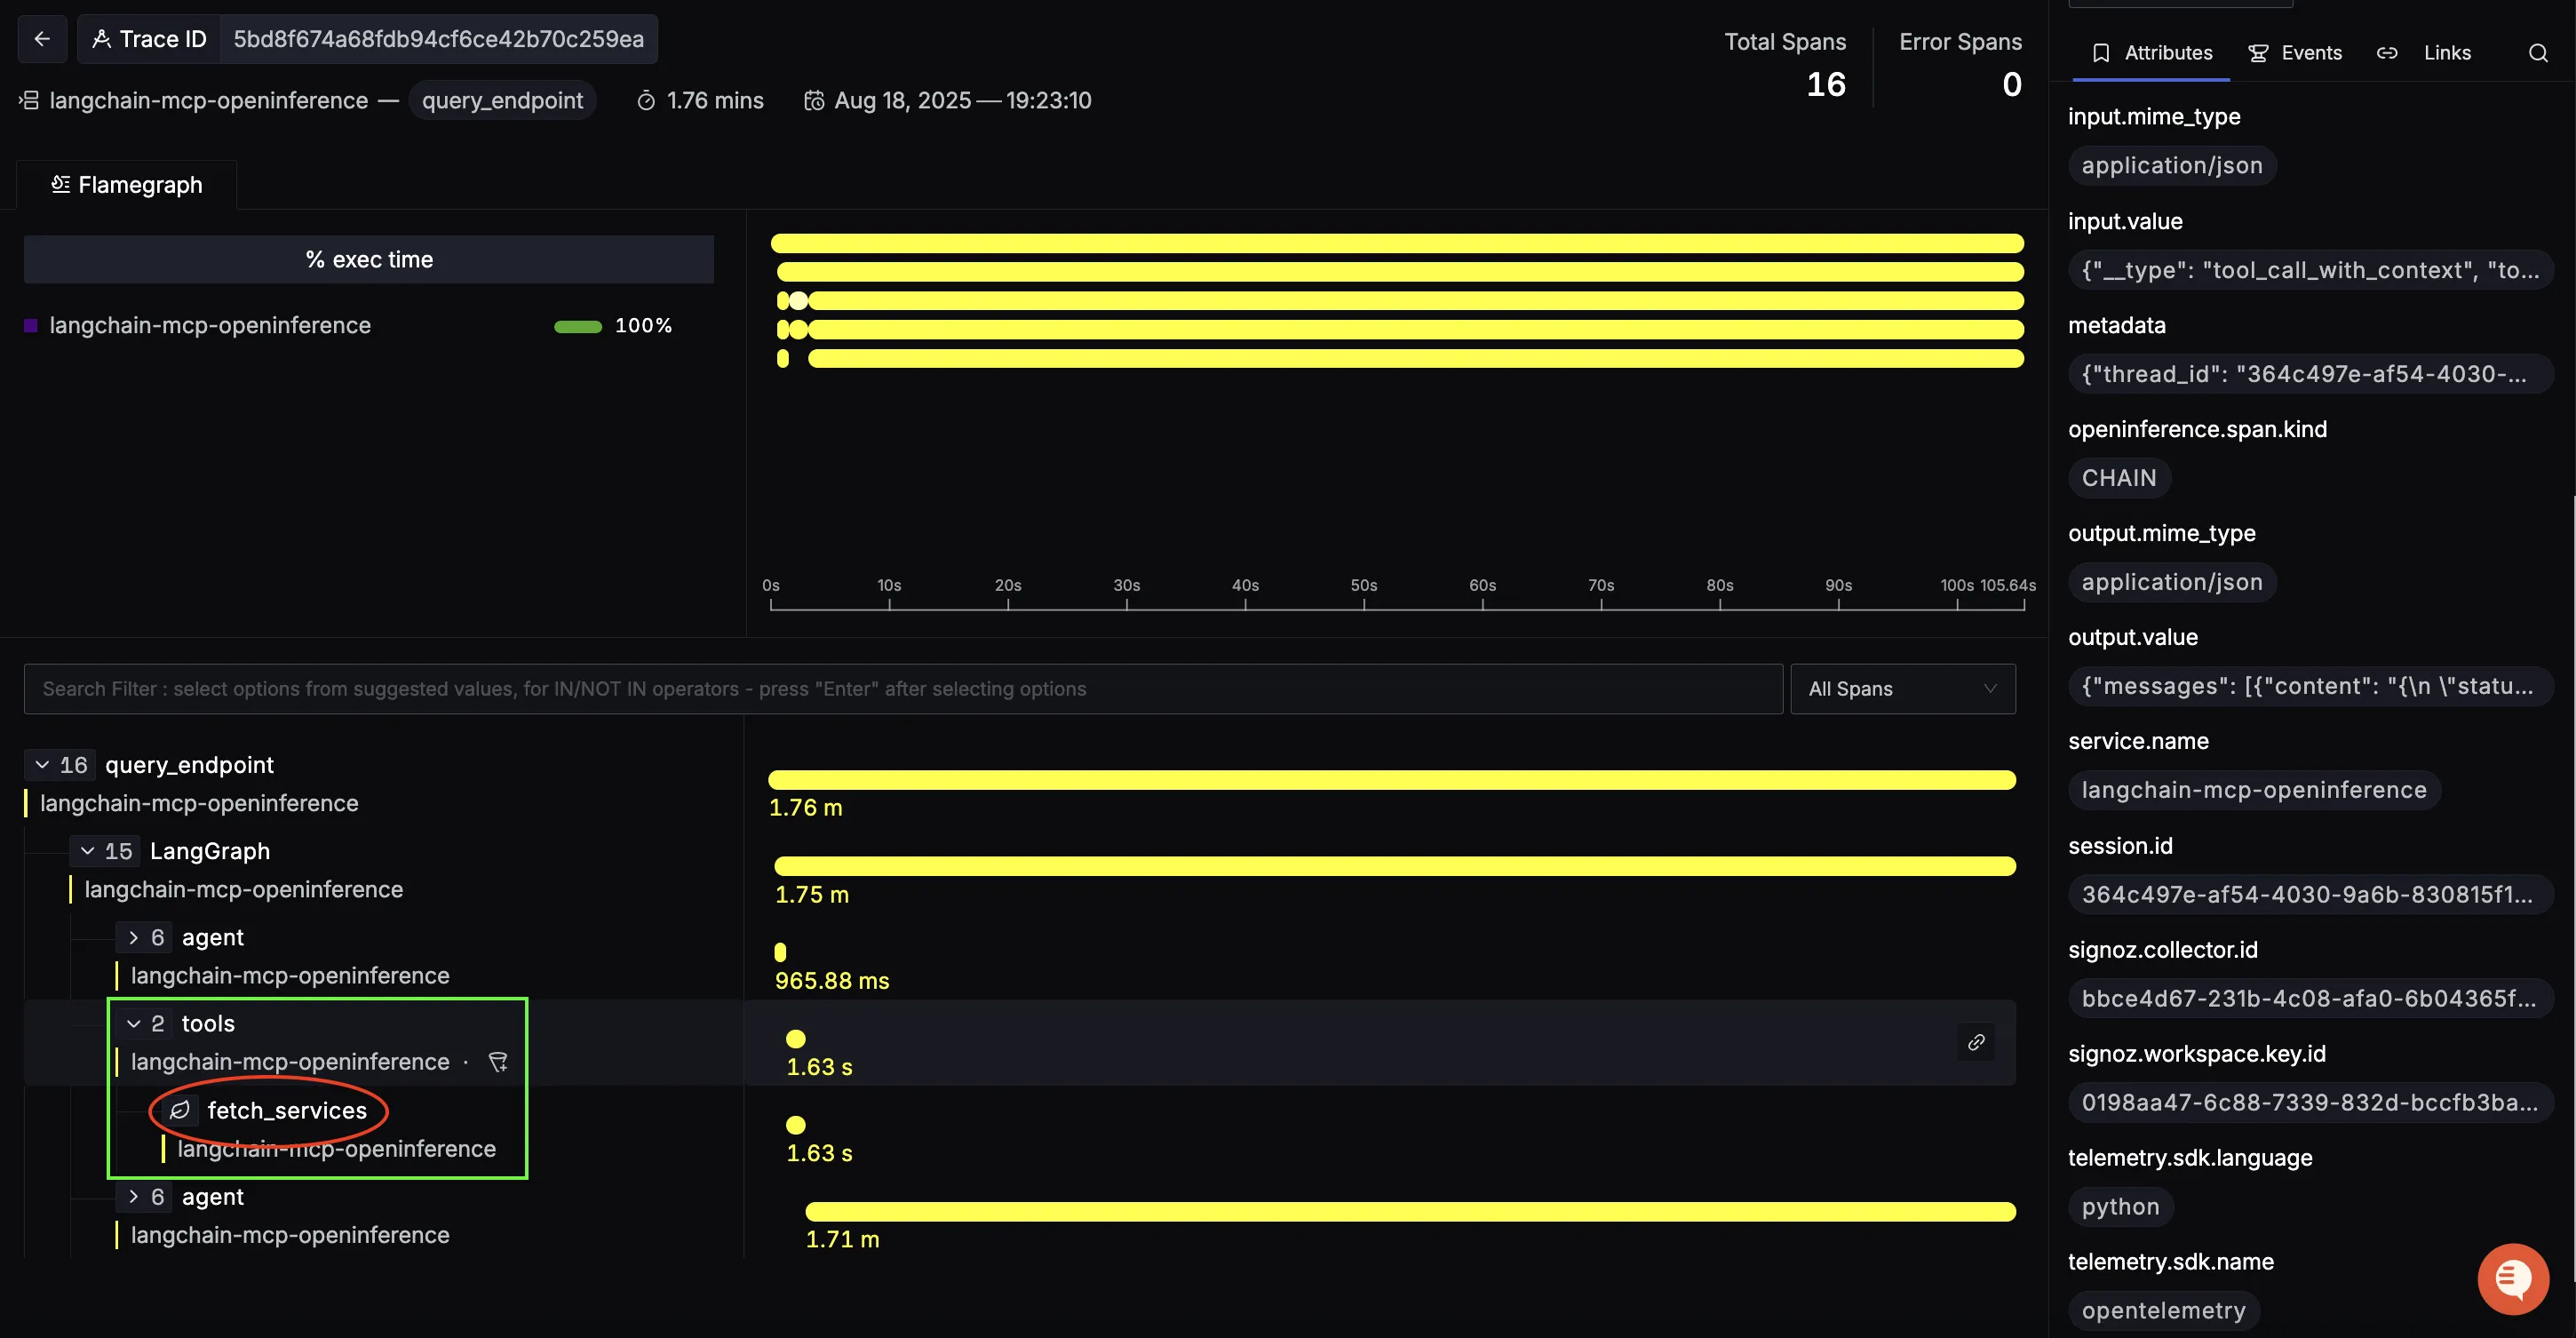 Trace ID 5bd8f674a68fdb94cf6ce42b70c259ea
langchain-mcp-openinference — query_endpoint 1.76 mins Aug 18, 2025 — 19:23:10
Total Spans
16
Error Spans
0
Flamegraph
% exec time
langchain-mcp-openinference 100%
0s 10s 20s 30s 40s 50s 60s 70s 80s 90s 100s 105.64s
Search Filter : select options from suggested values, for IN/NOT IN operators - press "Enter" after selecting options
All Spans
16 query_endpoint
langchain-mcp-openinference
1.76 m
15 LangGraph
langchain-mcp-openinference
1.75 m
6 agent
langchain-mcp-openinference
965.88 ms
2 tools
langchain-mcp-openinference ·
1.63 s
fetch_services
langchain-mcp-openinference
1.63 s
6 agent
langchain-mcp-openinference
1.71 m
Attributes Events Links
input.mime_type
application/json
input.value
{"__type": "tool_call_with_context", "to...
metadata
{"thread_id": "364c497e-af54-4030-...
openinference.span.kind
CHAIN
output.mime_type
application/json
output.value
{"messages": [{"content": "{\n \"statu...
service.name
langchain-mcp-openinference
session.id
364c497e-af54-4030-9a6b-830815f1...
signoz.collector.id
bbce4d67-231b-4c08-afa0-6b04365f...
signoz.workspace.key.id
0198aa47-6c88-7339-832d-bccfb3ba...
telemetry.sdk.language
python
telemetry.sdk.name
opentelemetry